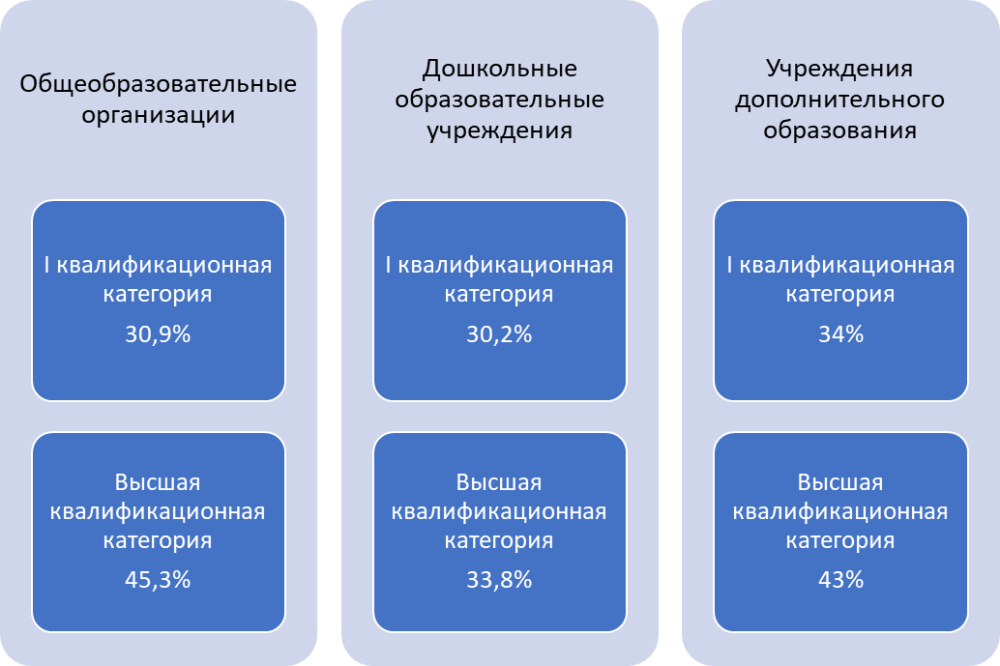 Общеобразовательные
организации
I квалификационная
категория
30,9%
Высшая
квалификационная
категория
45,3%
Дошкольные
образовательные
учреждения
I квалификационная
категория
30,2%
Высшая
квалификационная
категория
33,8%
Учреждения
дополнительного
образования
I квалификационная
категория
34%
Высшая
квалификационная
категория
43%